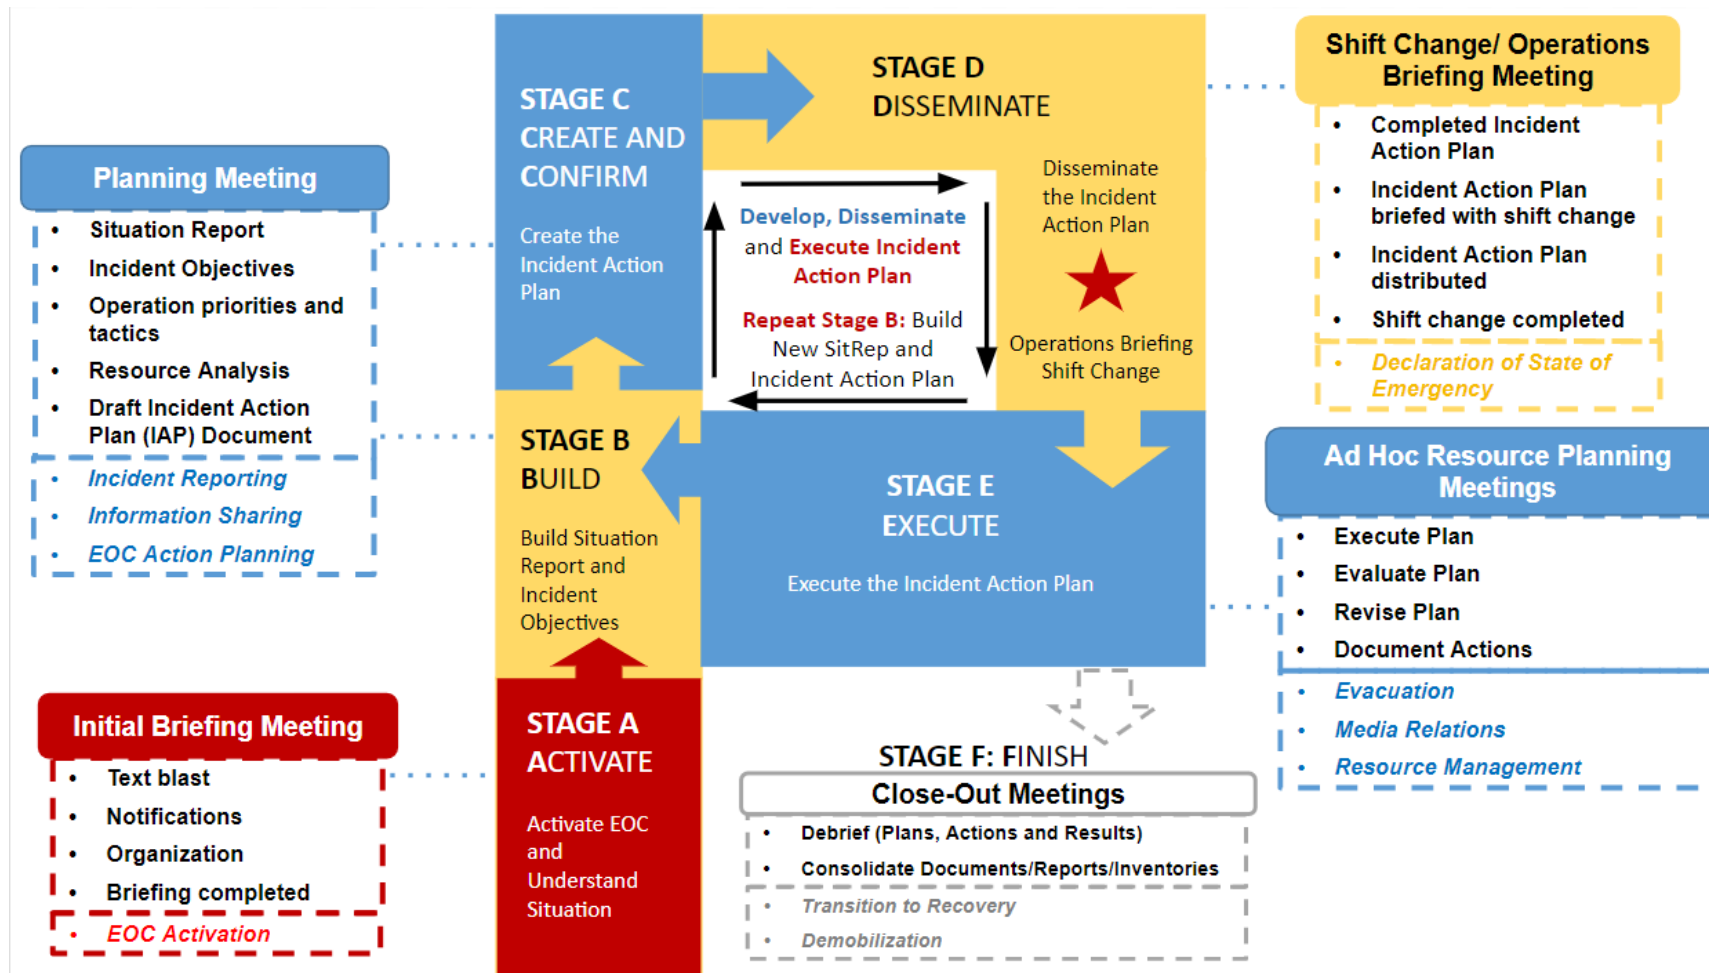 Planning Meeting
• Situation Report
• Incident Objectives
• Operation priorities and
tactics
• Resource Analysis
• Draft Incident Action
Plan (IAP) Document
• Incident Reporting
• Information Sharing
• EOC Action Planning
Initial Briefing Meeting
• Text blast
• Notifications
• Organization
• Briefing completed
• EOC Activation
STAGE A
ACTIVATE
Activate EOC
and
Understand
Situation
STAGE B
BUILD
Build Situation
Report and
Incident
Objectives
STAGE C
CREATE AND
CONFIRM
Create the
Incident Action
Plan
STAGE D
DISSEMINATE
Disseminate
the Incident
Action Plan
Operations Briefing
Shift Change
Develop, Disseminate
and Execute Incident
Action Plan
Repeat Stage B: Build
New SitRep and
Incident Action Plan
STAGE E
EXECUTE
Execute the Incident Action Plan
STAGE F: FINISH
Close-Out Meetings
• Debrief (Plans, Actions and Results)
• Consolidate Documents/Reports/Inventories
• Transition to Recovery
• Demobilization
Shift Change/ Operations
Briefing Meeting
• Completed Incident
Action Plan
• Incident Action Plan
briefed with shift change
• Incident Action Plan
distributed
• Shift change completed
• Declaration of State of
Emergency
Ad Hoc Resource Planning
Meetings
• Execute Plan
• Evaluate Plan
• Revise Plan
• Document Actions
• Evacuation
• Media Relations
• Resource Management